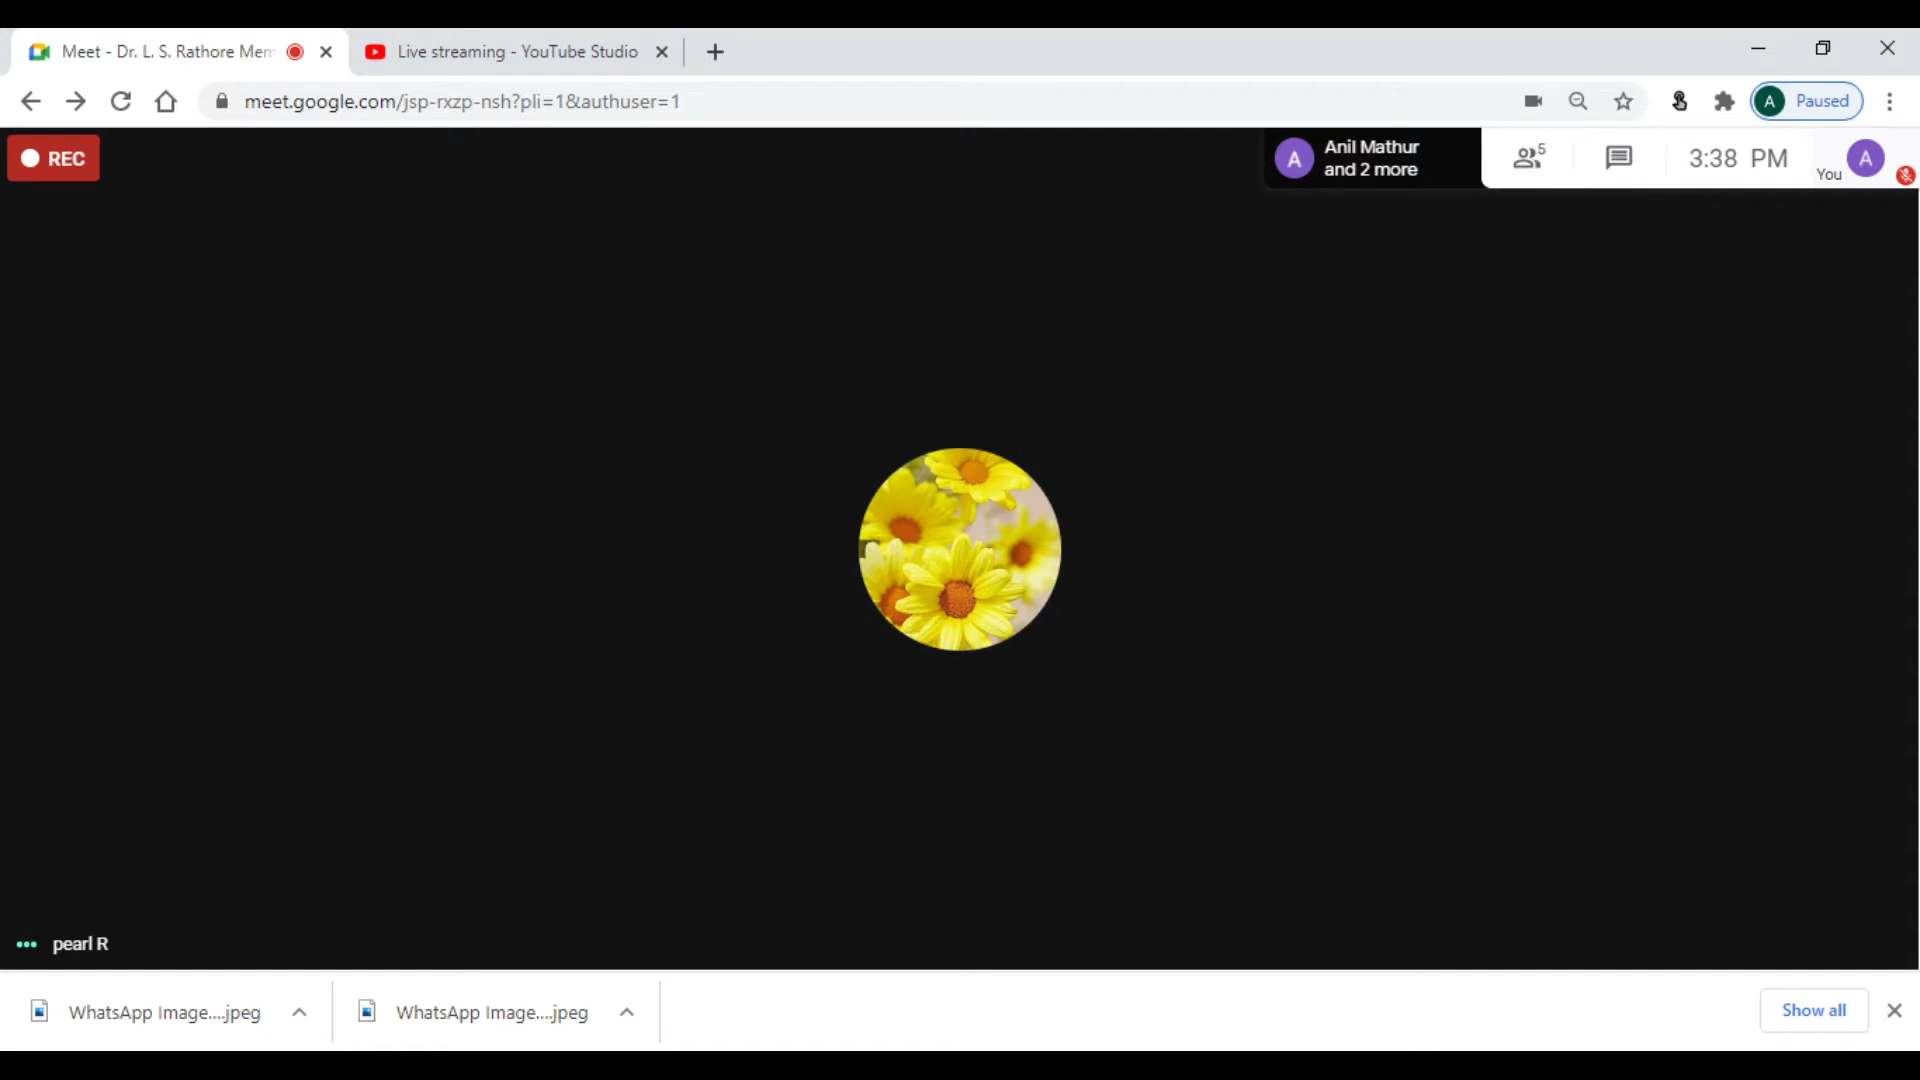 Meet - Dr. L. S. Rathore Mem
Live streaming - YouTube Studio
meet.google.com/jsp-rxzp-nsh?pli=1&authuser=1
A Paused
REC
A
Anil Mathur
and 2 more
5
3:38 PM
You
A
pearl R
WhatsApp Image....jpeg
WhatsApp Image....jpeg
Show all